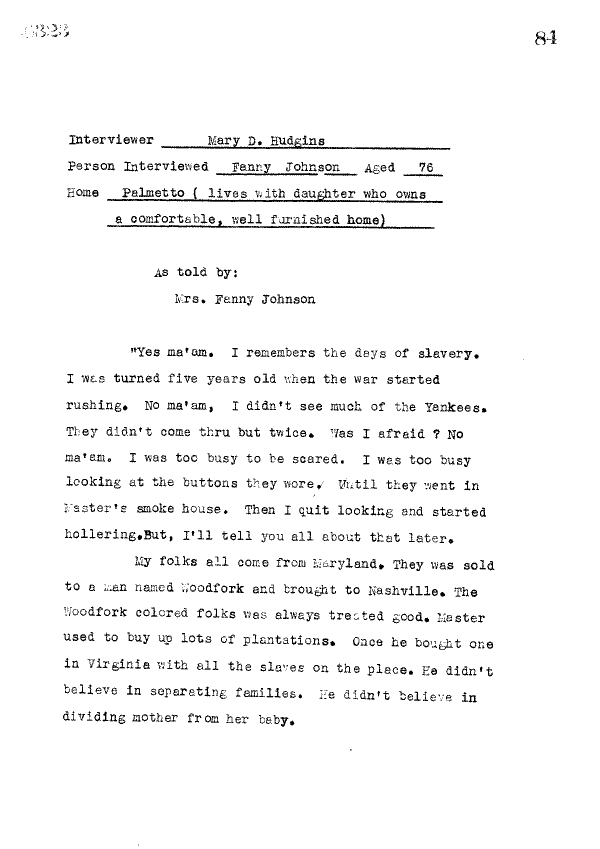 84
Interviewer Mary D. Hudgins
Person Interviewed Fanny Johnson Aged 76
Home Palmetto ( lives with daughter who owns
a comfortable, well furnished home)
As told by:
Mrs. Fanny Johnson
"Yes ma'am. I remembers the days of slavery.
I was turned five years old when the war started
rushing. No ma'am, I didn't see much of the Yankees.
They didn't come thru but twice. Was I afraid ? No
ma'am. I was too busy to be scared. I was too busy
looking at the buttons they wore. Until they went in
Master's smoke house. Then I quit looking and started
hollering.But, I'll tell you all about that later.
My folks all come from Maryland. They was sold
to a man named Woodfork and brought to Nashville. The
Woodfork colored folks was always treated good. Master
used to buy up lots of plantations. Once he bought one
in Virginia with all the slaves on the place. He didn't
believe in separating families. He didn't believe in
dividing mother from her baby.